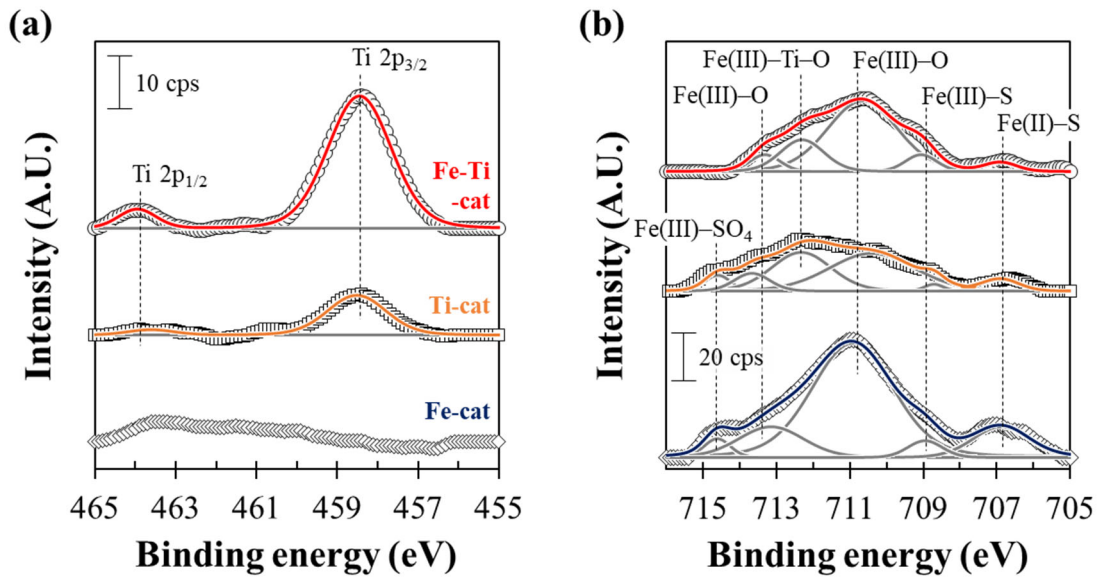 (a)
10 cps
Ti 2p3/2
Ti 2p1/2
Fe-Ti
-cat
Ti-cat
Fe-cat
Intensity (A.U.)
465 463 461 459 457 455
Binding energy (eV)
(b)
Fe(III)–Ti–O
Fe(III)–O
Fe(III)–O
Fe(III)–S
Fe(II)–S
Fe(III)–SO4
20 cps
Intensity (A.U.)
715 713 711 709 707 705
Binding energy (eV)